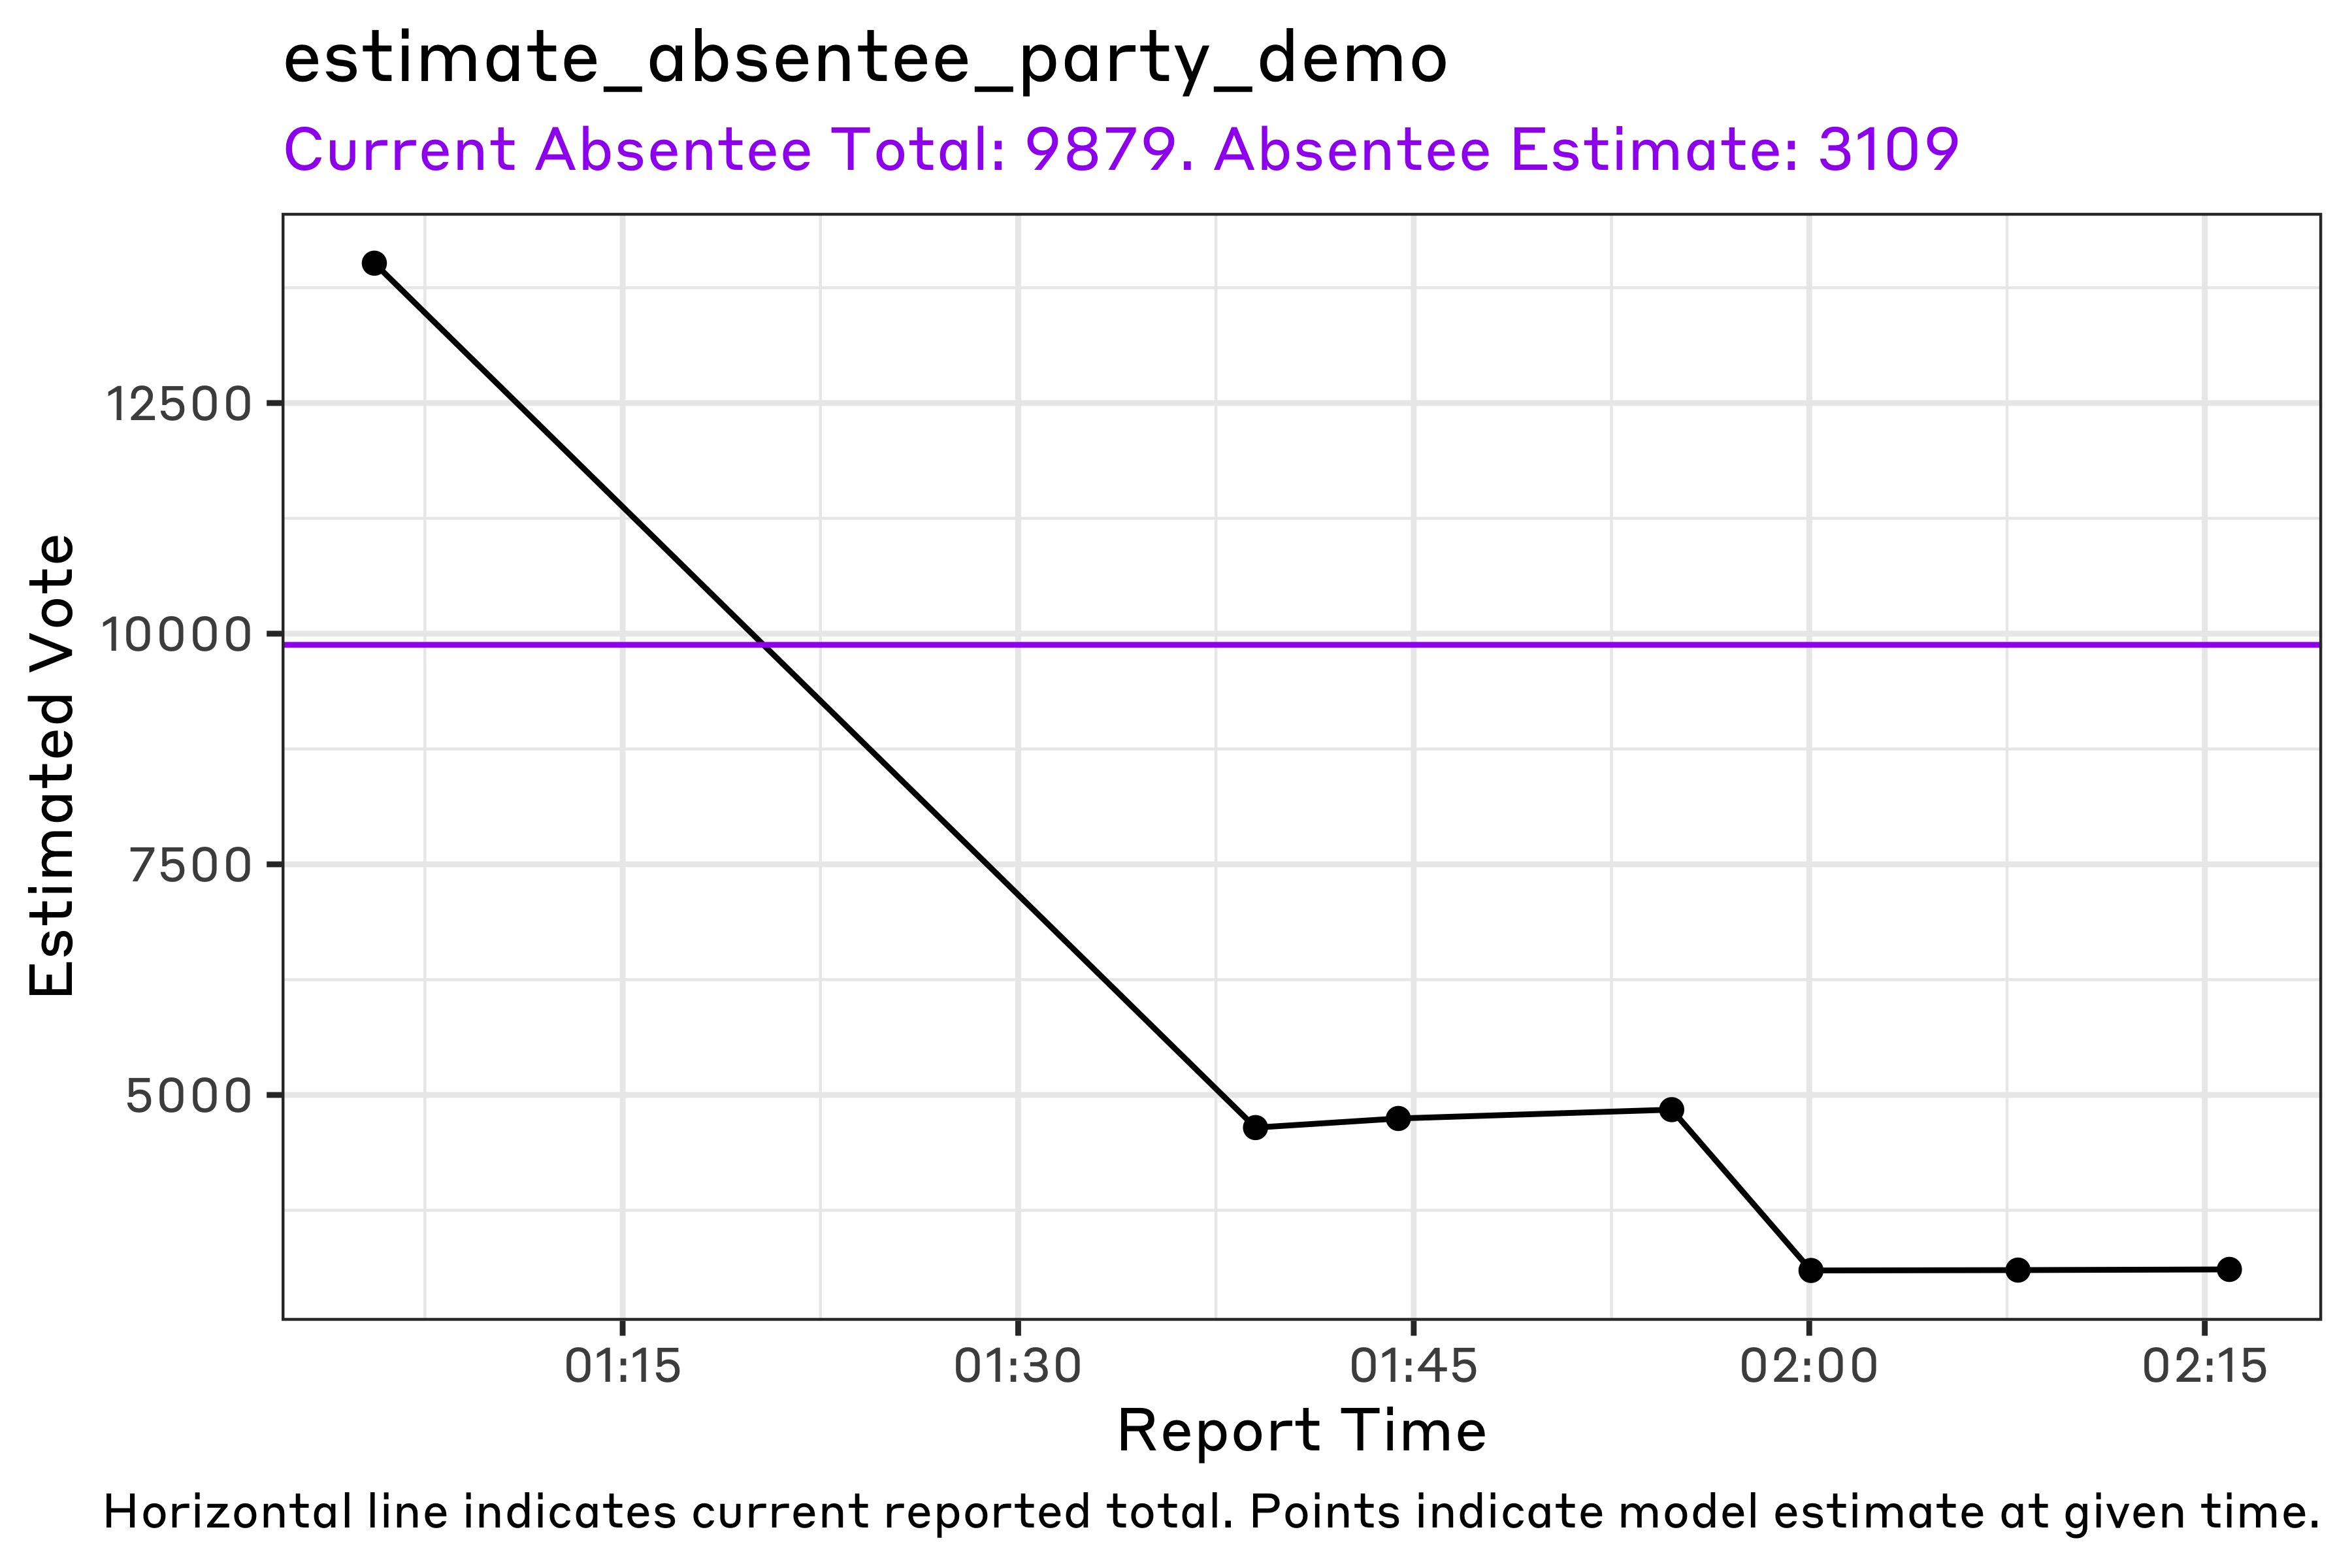 estimate_absentee_party_demo
Current Absentee Total: 9879. Absentee Estimate: 3109
Estimated Vote
12500
10000
7500
5000
01:15 01:30 01:45 02:00 02:15
Report Time
Horizontal line indicates current reported total. Points indicate model estimate at given time.